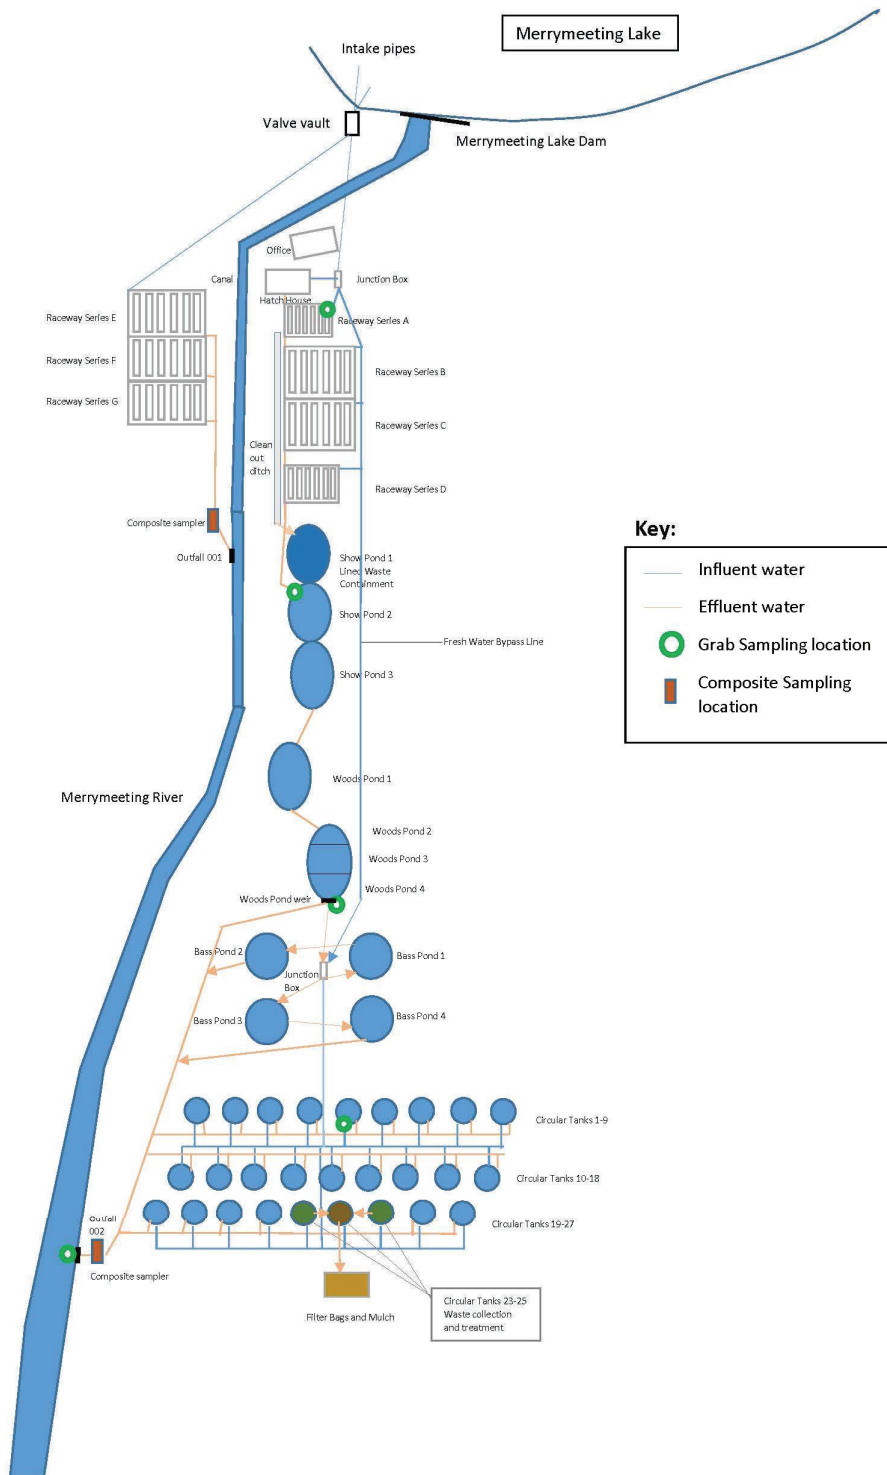 Merrymeeting Lake
Intake pipes
Valve vault
Merrymeeting Lake Dam
Office
Canal
Junction Box
Hatch House
Raceway Series A
Raceway Series E
Raceway Series F
Raceway Series G
Raceway Series B
Raceway Series C
Raceway Series D
Clean
out
ditch
Composite sampler
Outfall 001
Show Pond 1
Lined Waste
Containment
Show Pond 2
Show Pond 3
Fresh Water Bypass Line
Key:
Influent water
Effluent water
Grab Sampling location
Composite Sampling
location
Woods Pond 1
Merrymeeting River
Woods Pond 2
Woods Pond 3
Woods Pond 4
Woods Pond weir
Bass Pond 2
Bass Pond 1
Junction
Box
Bass Pond 3
Bass Pond 4
Circular Tanks 1-9
Circular Tanks 10-18
Circular Tanks 19-27
Outfall
002
Composite sampler
Filter Bags and Mulch
Circular Tanks 23-25
Waste collection
and treatment